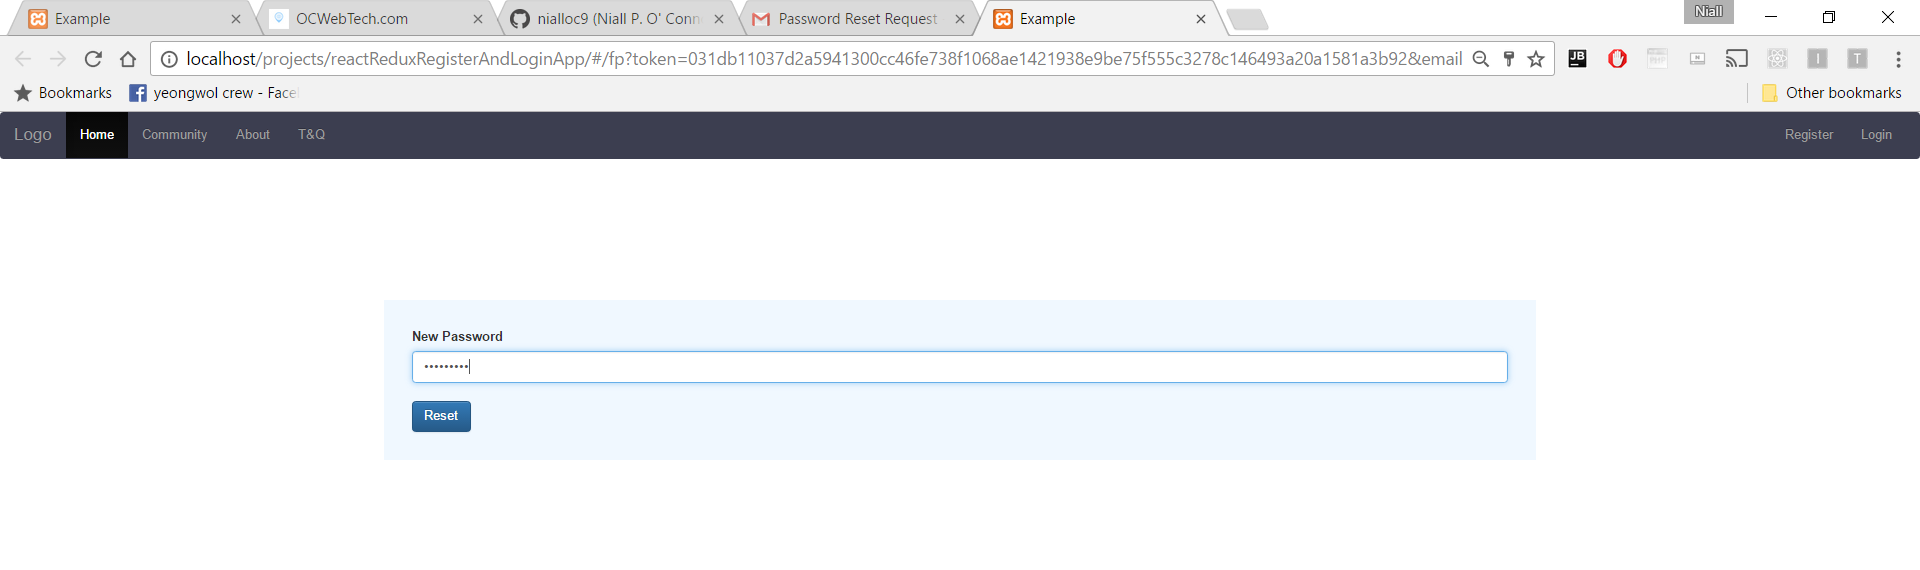 Niall
Example
OCWebTech.com
nialloc9 (Niall P. O' Conn
Password Reset Request
Example
localhost/projects/reactReduxRegisterAndLoginApp/#/fp?token=031db11037d2a5941300cc46fe738f1068ae1421938e9be75f555c3278c146493a20a1581a3b92&email
JB
I
T
Bookmarks
yeongwol crew - Face
Other bookmarks
Logo
Home
Community
About
T&Q
Register
Login
New Password
•••••••••
Reset